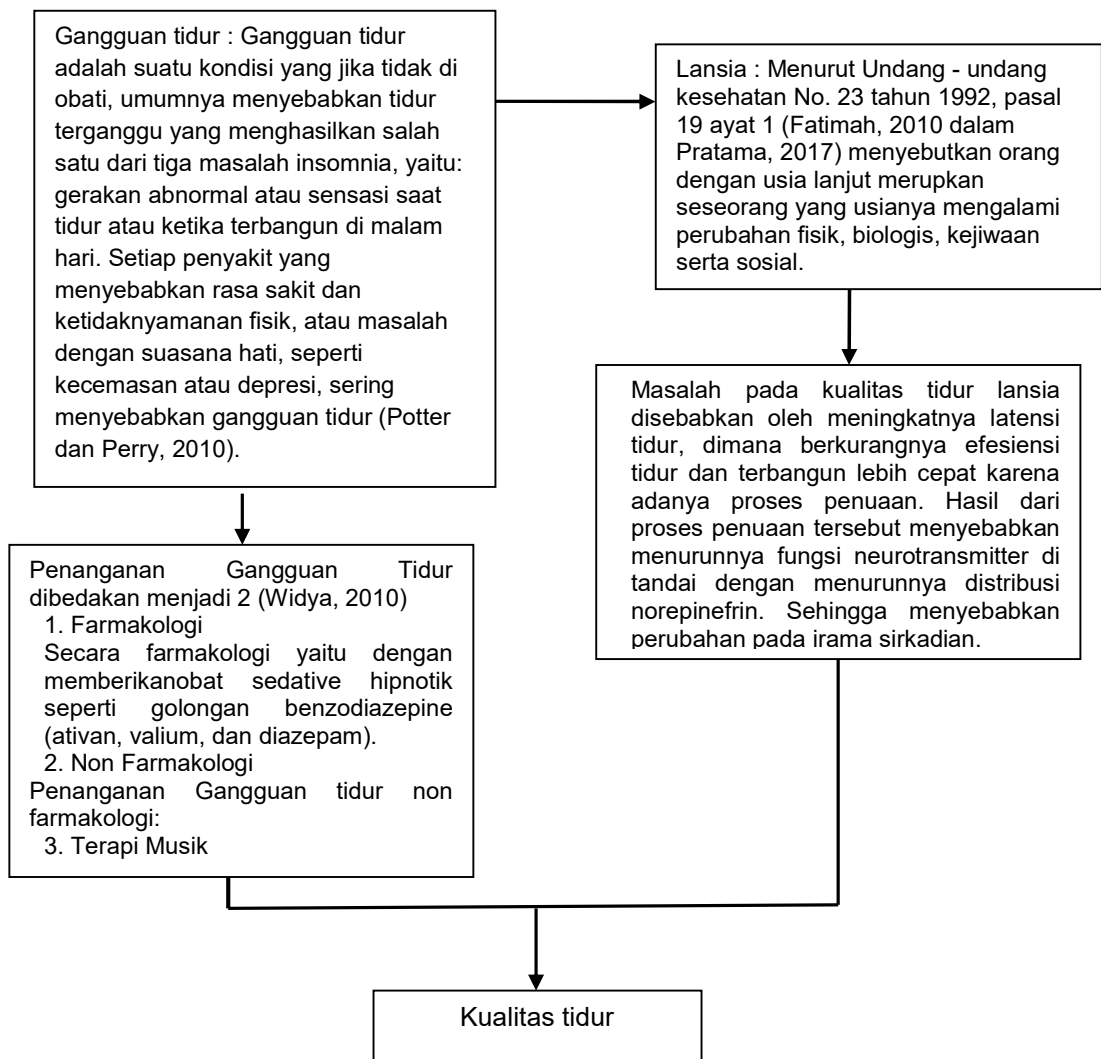 Gangguan tidur : Gangguan tidur
adalah suatu kondisi yang jika tidak di
obati, umumnya menyebabkan tidur
terganggu yang menghasilkan salah
satu dari tiga masalah insomnia, yaitu:
gerakan abnormal atau sensasi saat
tidur atau ketika terbangun di malam
hari. Setiap penyakit yang
menyebabkan rasa sakit dan
ketidaknyamanan fisik, atau masalah
dengan suasana hati, seperti
kecemasan atau depresi, sering
menyebabkan gangguan tidur (Potter
dan Perry, 2010).
Lansia : Menurut Undang - undang
kesehatan No. 23 tahun 1992, pasal
19 ayat 1 (Fatimah, 2010 dalam
Pratama, 2017) menyebutkan orang
dengan usia lanjut merupkan
seseorang yang usianya mengalami
perubahan fisik, biologis, kejiwaan
serta sosial.
Masalah pada kualitas tidur lansia
disebabkan oleh meningkatnya latensi
tidur, dimana berkurangnya efesiensi
tidur dan terbangun lebih cepat karena
adanya proses penuaan. Hasil dari
proses penuaan tersebut menyebabkan
menurunnya fungsi neurotransmitter di
tandai dengan menurunnya distribusi
norepinefrin. Sehingga menyebabkan
perubahan pada irama sirkadian.
Penanganan Gangguan Tidur
dibedakan menjadi 2 (Widya, 2010)
1. Farmakologi
Secara farmakologi yaitu dengan
memberikanobat sedative hipnotik
seperti golongan benzodiazepine
(ativan, valium, dan diazepam).
2. Non Farmakologi
Penanganan Gangguan tidur non
farmakologi:
3. Terapi Musik
Kualitas tidur